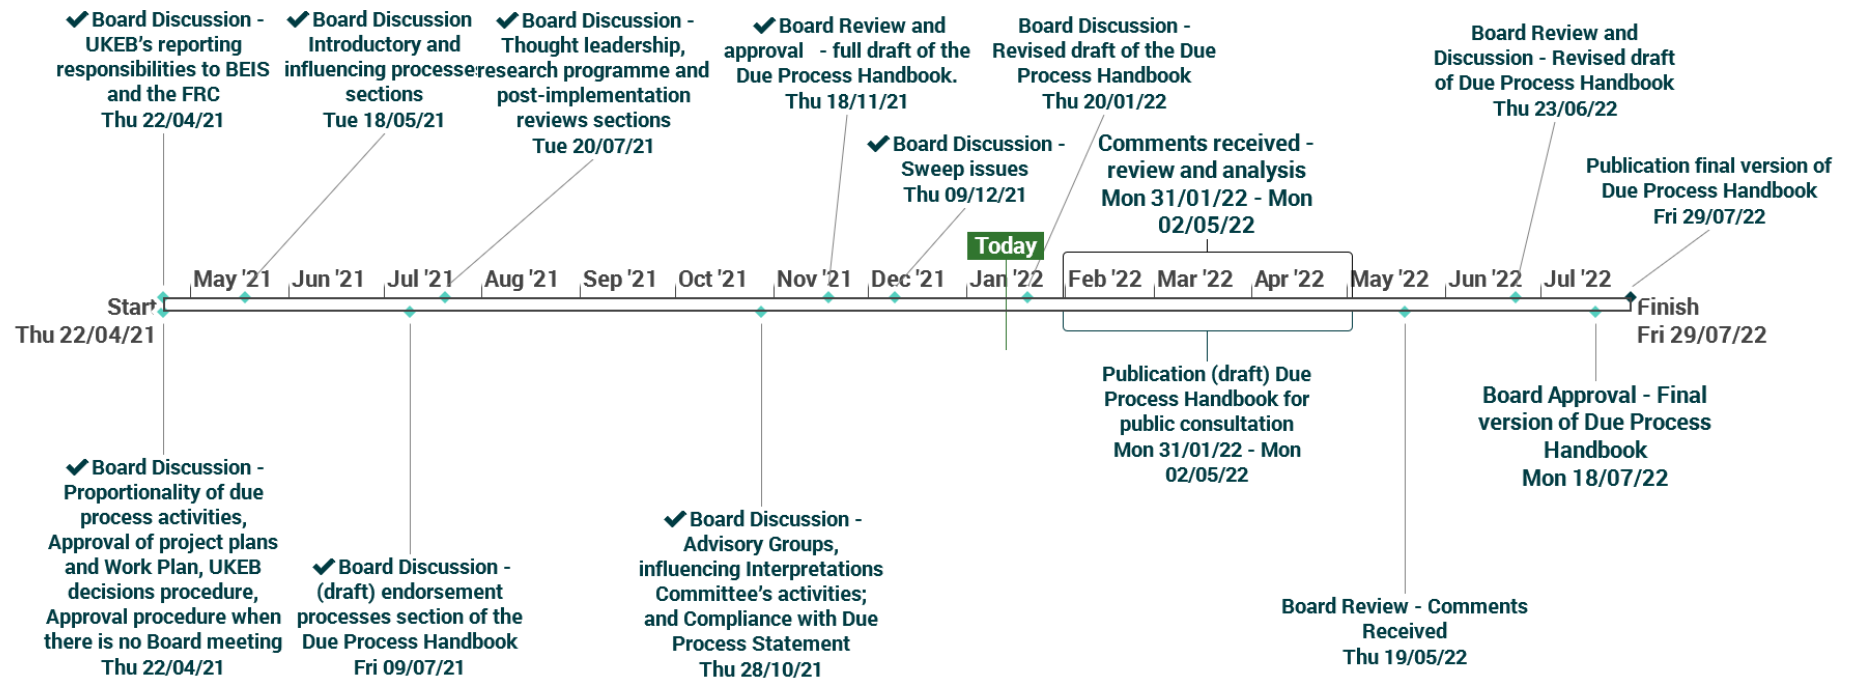 ✔ Board Discussion -
UKEB's reporting
responsibilities to BEIS
and the FRC
Thu 22/04/21
✔ Board Discussion
Introductory and
influencing processes
sections
Tue 18/05/21
✔ Board Discussion -
Thought leadership,
research programme and
post-implementation
reviews sections
Tue 20/07/21
✔ Board Review and
approval - full draft of the
Due Process Handbook.
Thu 18/11/21
✔ Board Discussion -
Sweep issues
Thu 09/12/21
Board Discussion -
Revised draft of the Due
Process Handbook
Thu 20/01/22
Comments received -
review and analysis
Mon 31/01/22 - Mon
02/05/22
Board Review and
Discussion - Revised draft
of Due Process Handbook
Thu 23/06/22
Publication final version of
Due Process Handbook
Fri 29/07/22
Today
May '21 Jun '21 Jul '21 Aug '21 Sep '21 Oct '21 Nov '21 Dec '21 Jan '22 Feb '22 Mar '22 Apr '22 May '22 Jun '22 Jul '22
Start
Thu 22/04/21
Finish
Fri 29/07/22
✔ Board Discussion -
Proportionality of due
process activities,
Approval of project plans
and Work Plan, UKEB
decisions procedure,
Approval procedure when
there is no Board meeting
Thu 22/04/21
✔ Board Discussion -
(draft) endorsement
processes section of the
Due Process Handbook
Fri 09/07/21
✔ Board Discussion -
Advisory Groups,
influencing Interpretations
Committee's activities;
and Compliance with Due
Process Statement
Thu 28/10/21
Publication (draft) Due
Process Handbook for
public consultation
Mon 31/01/22 - Mon
02/05/22
Board Review - Comments
Received
Thu 19/05/22
Board Approval - Final
version of Due Process
Handbook
Mon 18/07/22